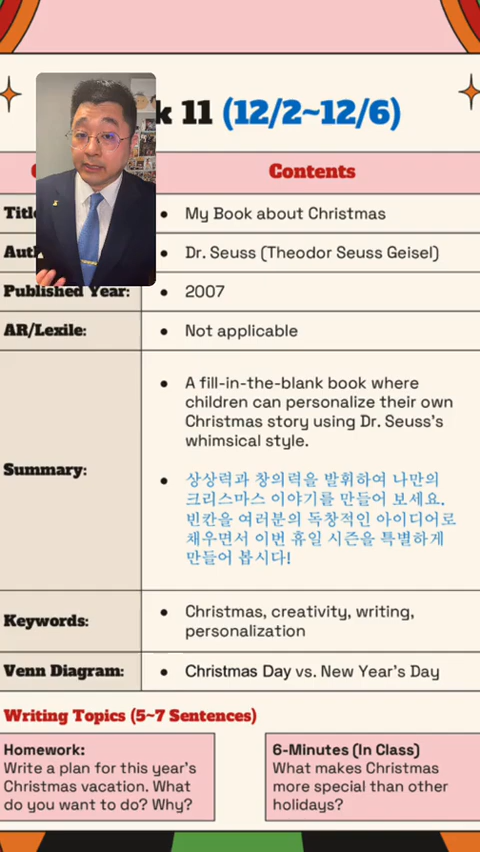 k 11 (12/2~12/6)
Contents
My Book about Christmas
Dr. Seuss (Theodor Seuss Geisel)
Published Year:
2007
AR/Lexile:
Not applicable
Summary:
A fill-in-the-blank book where
children can personalize their own
Christmas story using Dr. Seuss's
whimsical style.
상상력과 창의력을 발휘하여 나만의
크리스마스 이야기를 만들어 보세요.
빈칸을 여러분의 독창적인 아이디어로
채우면서 이번 휴일 시즌을 특별하게
만들어 봅시다!
Keywords:
Christmas, creativity, writing,
personalization
Venn Diagram:
Christmas Day vs. New Year's Day
Writing Topics (5~7 Sentences)
Homework:
Write a plan for this year's
Christmas vacation. What
do you want to do? Why?
6-Minutes (In Class)
What makes Christmas
more special than other
holidays?